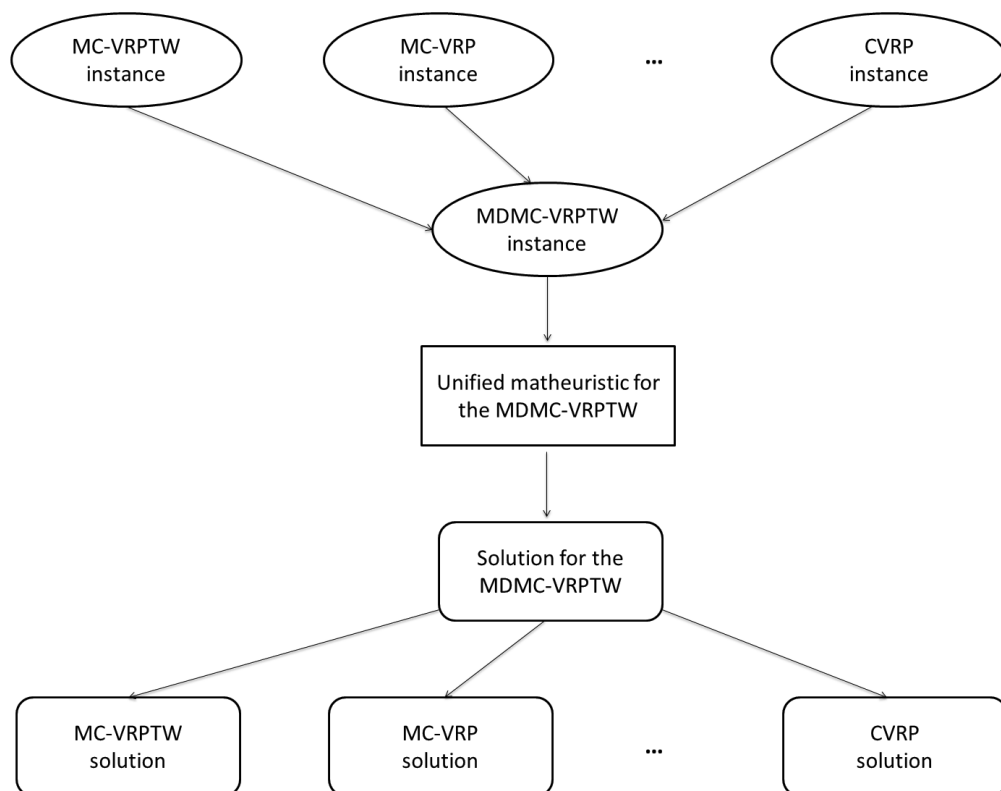 MC-VRPTW
instance
MC-VRP
instance
...
CVRP
instance
MDMC-VRPTW
instance
Unified matheuristic for
the MDMC-VRPTW
Solution for the
MDMC-VRPTW
MC-VRPTW
solution
MC-VRP
solution
...
CVRP
solution